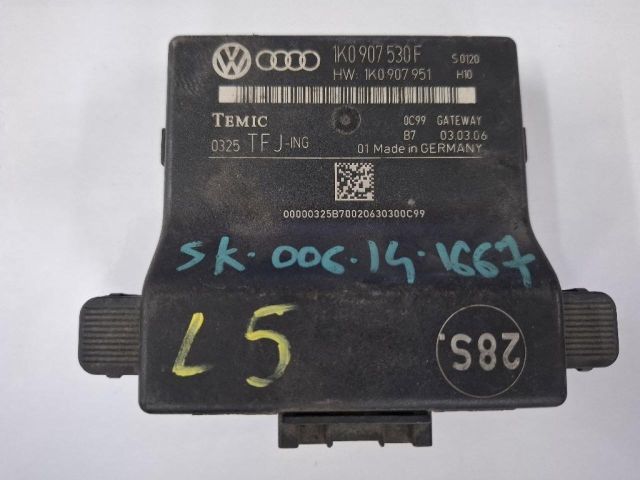 1K0 907 530 F S0120
HW: 1K0 907 951 H10
TEMIC 0C99 GATEWAY
B7 03.03.06
0325 TFJ-ING 01 Made in GERMANY
00000325B70020630300C99
SK.006.14.1667
L5
28S.